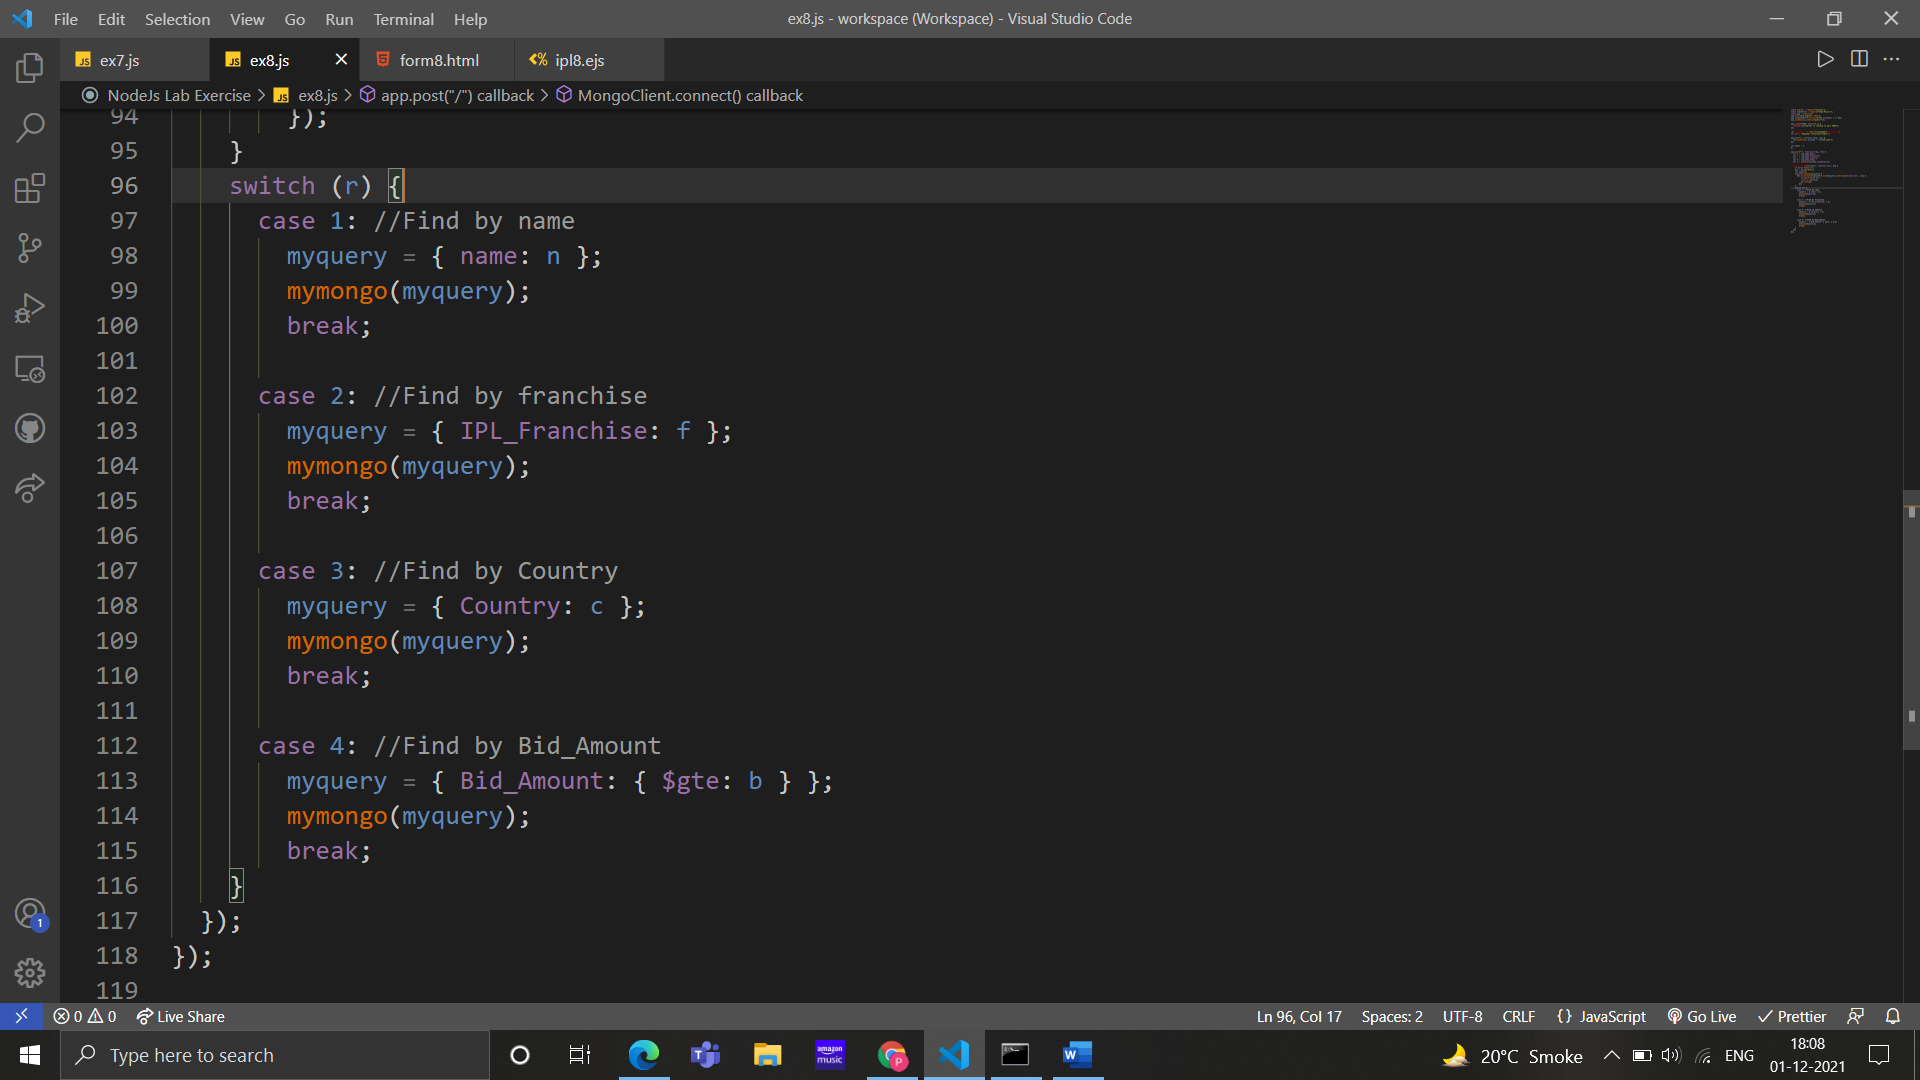 File Edit Selection View Go Run Terminal Help
ex8.js - workspace (Workspace) - Visual Studio Code
JS ex7.js
JS ex8.js
form8.html
<% ipl8.ejs
NodeJs Lab Exercise > JS ex8.js > app.post("/") callback > MongoClient.connect() callback
94 });
95 }
96 switch (r) {
97 case 1: //Find by name
98 myquery = { name: n };
99 mymongo(myquery);
100 break;
101
102 case 2: //Find by franchise
103 myquery = { IPL_Franchise: f };
104 mymongo(myquery);
105 break;
106
107 case 3: //Find by Country
108 myquery = { Country: c };
109 mymongo(myquery);
110 break;
111
112 case 4: //Find by Bid_Amount
113 myquery = { Bid_Amount: { $gte: b } };
114 mymongo(myquery);
115 break;
116 }
117 });
118 });
119
1
0 0 Live Share
Ln 96, Col 17 Spaces: 2 UTF-8 CRLF {} JavaScript Go Live Prettier
Type here to search
amazon music
20°C Smoke
ENG
18:08
01-12-2021